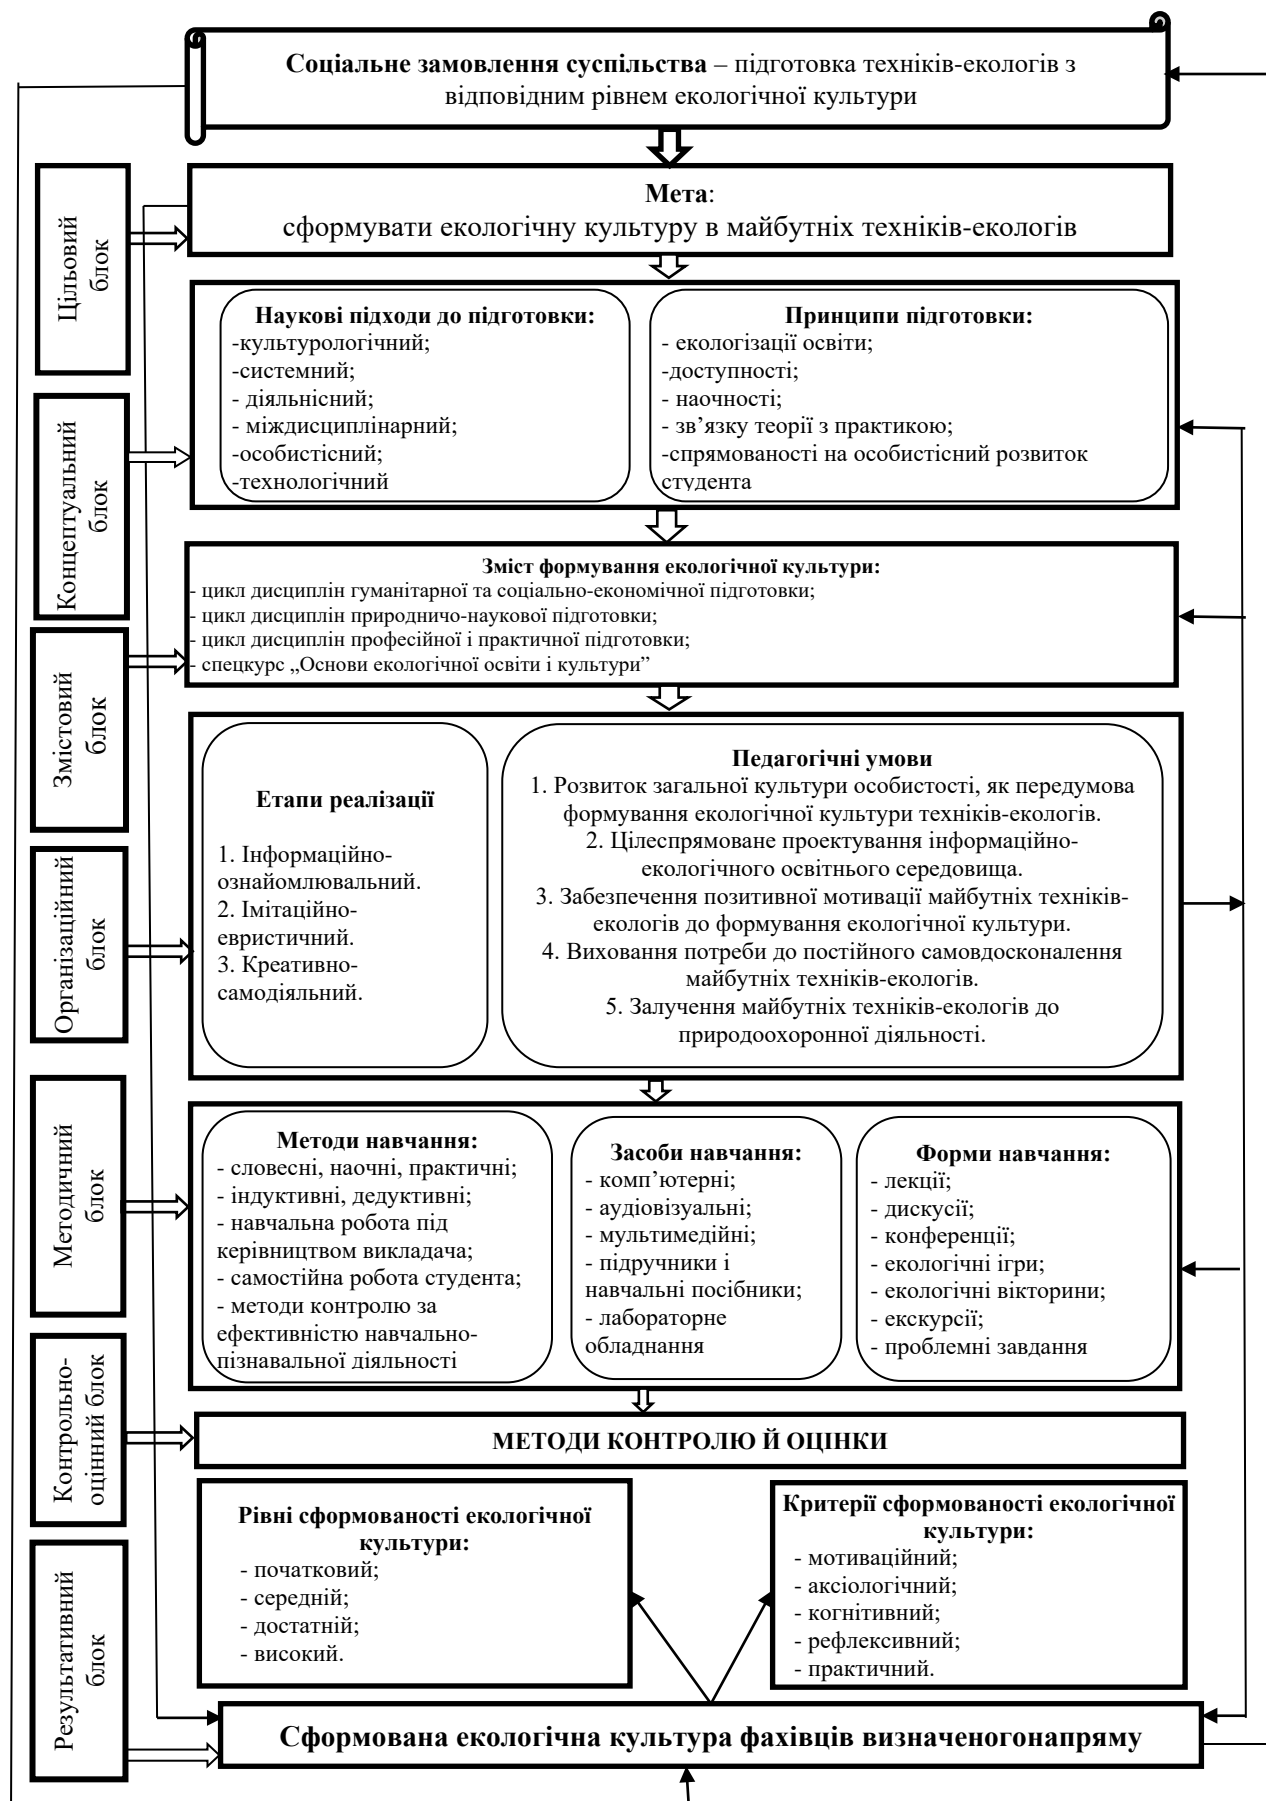 Соціальне замовлення суспільства – підготовка техніків-екологів з
відповідним рівнем екологічної культури
Цільовий
блок
Мета:
сформувати екологічну культуру в майбутніх техніків-екологів
Концептуальний
блок
Наукові підходи до підготовки:
-культурологічний;
-системний;
- діяльнісний;
- міждисциплінарний;
-особистісний;
-технологічний
Принципи підготовки:
- екологізації освіти;
-доступності;
- наочності;
- зв’язку теорії з практикою;
-спрямованості на особистісний розвиток
студента
Змістовий
блок
Зміст формування екологічної культури:
- цикл дисциплін гуманітарної та соціально-економічної підготовки;
- цикл дисциплін природничо-наукової підготовки;
- цикл дисциплін професійної і практичної підготовки;
- спецкурс „Основи екологічної освіти і культури”
Організаційний
блок
Етапи реалізації
1. Інформаційно-
ознайомлювальний.
2. Імітаційно-
евристичний.
3. Креативно-
самодіяльний.
Педагогічні умови
1. Розвиток загальної культури особистості, як передумова
формування екологічної культури техніків-екологів.
2. Цілеспрямоване проектування інформаційно-
екологічного освітнього середовища.
3. Забезпечення позитивної мотивації майбутніх техніків-
екологів до формування екологічної культури.
4. Виховання потреби до постійного самовдосконалення
майбутніх техніків-екологів.
5. Залучення майбутніх техніків-екологів до
природоохоронної діяльності.
Методичний
блок
Методи навчання:
- словесні, наочні, практичні;
- індуктивні, дедуктивні;
- навчальна робота під
керівництвом викладача;
- самостійна робота студента;
- методи контролю за
ефективністю навчально-
пізнавальної діяльності
Засоби навчання:
- комп’ютерні;
- аудіовізуальні;
- мультимедійні;
- підручники і
навчальні посібники;
- лабораторне
обладнання
Форми навчання:
- лекції;
- дискусії;
- конференції;
- екологічні ігри;
- екологічні вікторини;
- екскурсії;
- проблемні завдання
Контрольно-
оцінний блок
МЕТОДИ КОНТРОЛЮ Й ОЦІНКИ
Рівні сформованості екологічної
культури:
- початковий;
- середній;
- достатній;
- високий.
Критерії сформованості екологічної
культури:
- мотиваційний;
- аксіологічний;
- когнітивний;
- рефлексивний;
- практичний.
Результативний
блок
Сформована екологічна культура фахівців визначеногонапряму